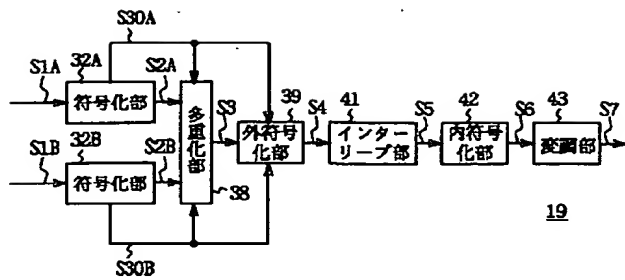 S30A
S1A
32A
S2A
符号化部
多重化部
S3
39
外符号
化部
S4
41
インター
リーブ部
S5
42
内符号
化部
S6
43
変調部
S7
S1B
32B
S2B
符号化部
38
S30B
19